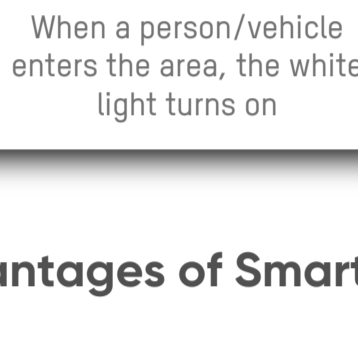 When a person/vehicle
enters the area, the white
light turns on
antages of Smart